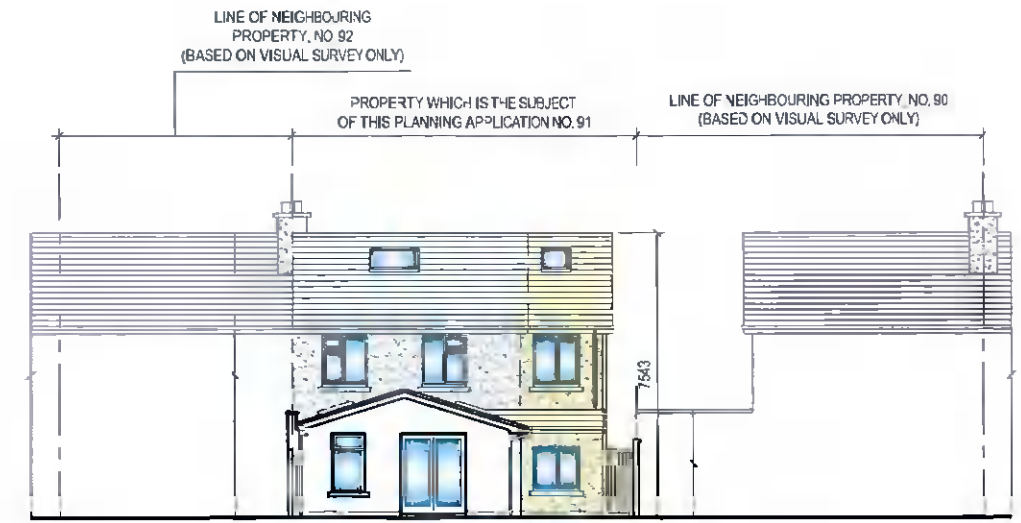 LINE OF NEIGHBOURING
PROPERTY, NO 92
(BASED ON VISUAL SURVEY ONLY)
PROPERTY WHICH IS THE SUBJECT
OF THIS PLANNING APPLICATION NO. 91
LINE OF NEIGHBOURING PROPERTY, NO. 90
(BASED ON VISUAL SURVEY ONLY)
7543